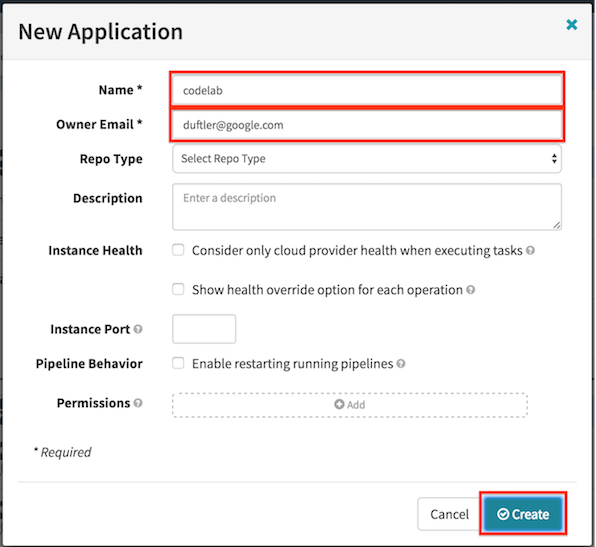 New Application
Name * codelab
Owner Email * duftler@google.com
Repo Type Select Repo Type
Description Enter a description
Instance Health Consider only cloud provider health when executing tasks ?
Show health override option for each operation ?
Instance Port ?
Pipeline Behavior Enable restarting running pipelines ?
Permissions ? Add
* Required
Cancel Create